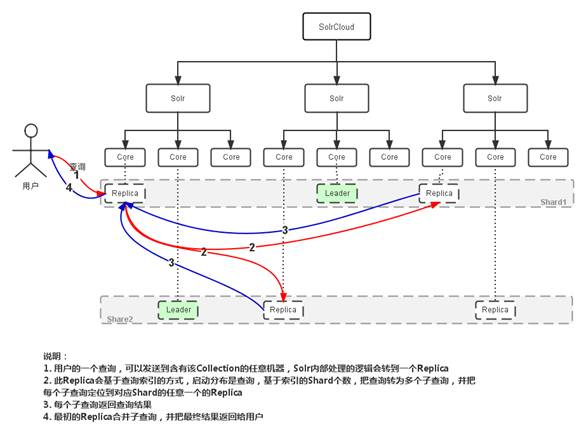 SolrCloud
Solr Solr Solr
Core Core Core Core Core Core Core Core Core
查询
1
4
用户
Replica Leader Replica
Shard1
3
2 2
3
Share2
Leader Replica Replica
说明：
1. 用户的一个查询，可以发送到含有该Collection的任意机器，Solr内部处理的逻辑会转到一个Replica
2. 此Replica会基于查询索引的方式，启动分布是查询，基于索引的Shard个数，把查询转为多个子查询，并把
每个子查询定位到对应Shard的任意一个的Replica
3. 每个子查询返回查询结果
4. 最初的Replica合并子查询，并把最终结果返回给用户